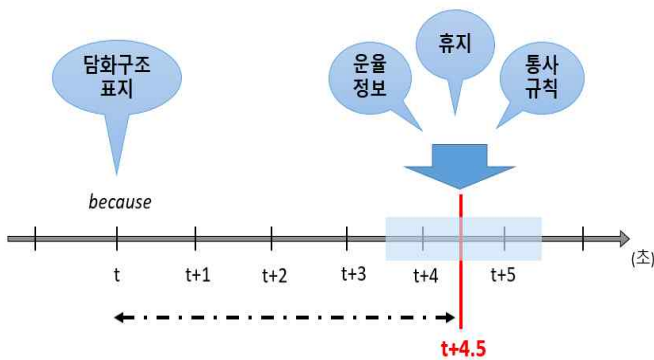 담화구조
표지
운율
정보
휴지
통사
규칙
because
t
t+1
t+2
t+3
t+4
t+5
(초)
t+4.5